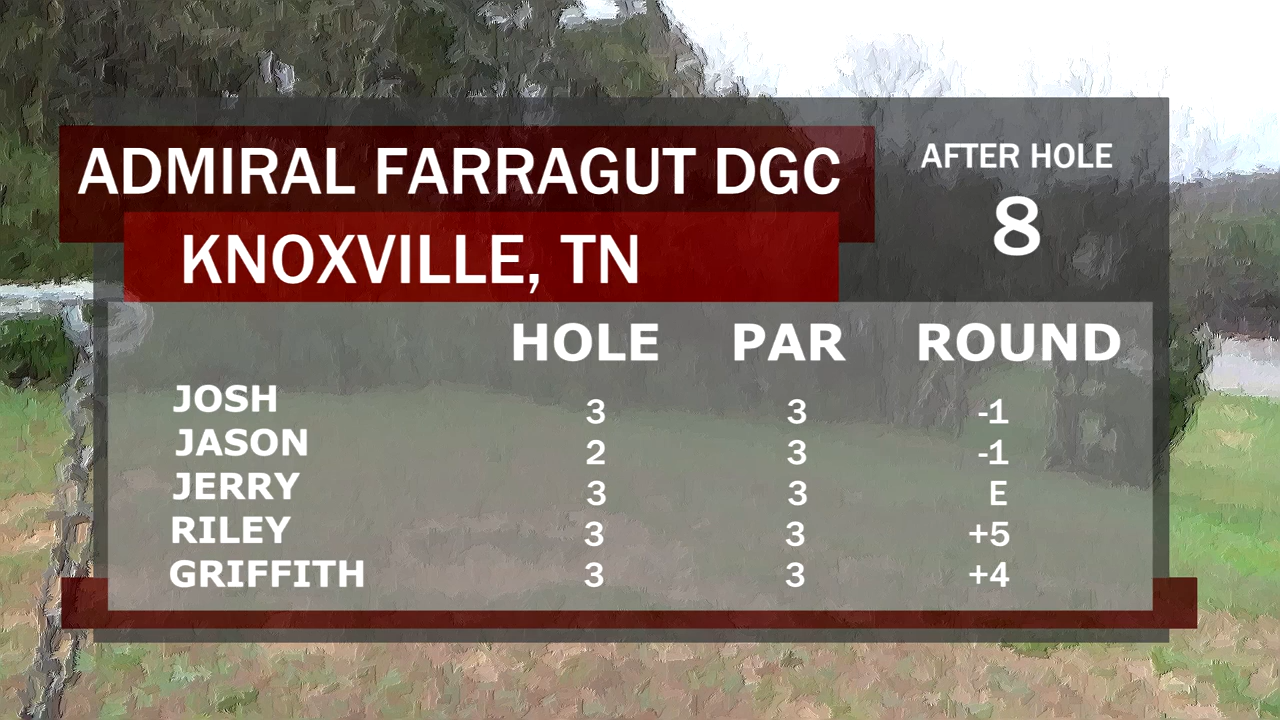 ADMIRAL FARRAGUT DGC
KNOXVILLE, TN
AFTER HOLE
8
HOLE PAR ROUND
JOSH 3 3 -1
JASON 2 3 -1
JERRY 3 3 E
RILEY 3 3 +5
GRIFFITH 3 3 +4